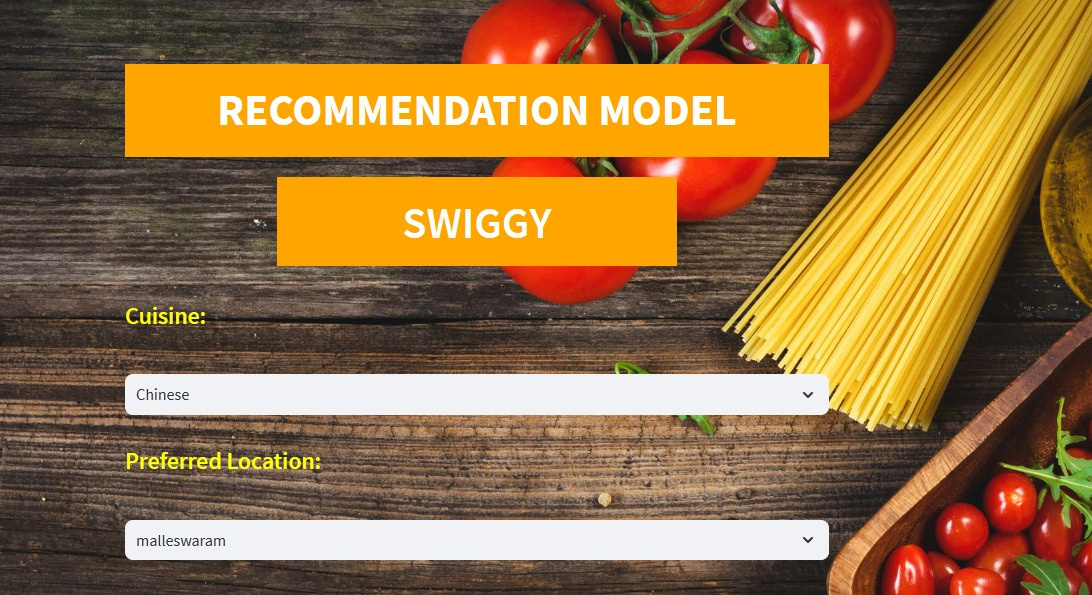 RECOMMENDATION MODEL
SWIGGY
Cuisine:
Chinese
Preferred Location:
malleswaram